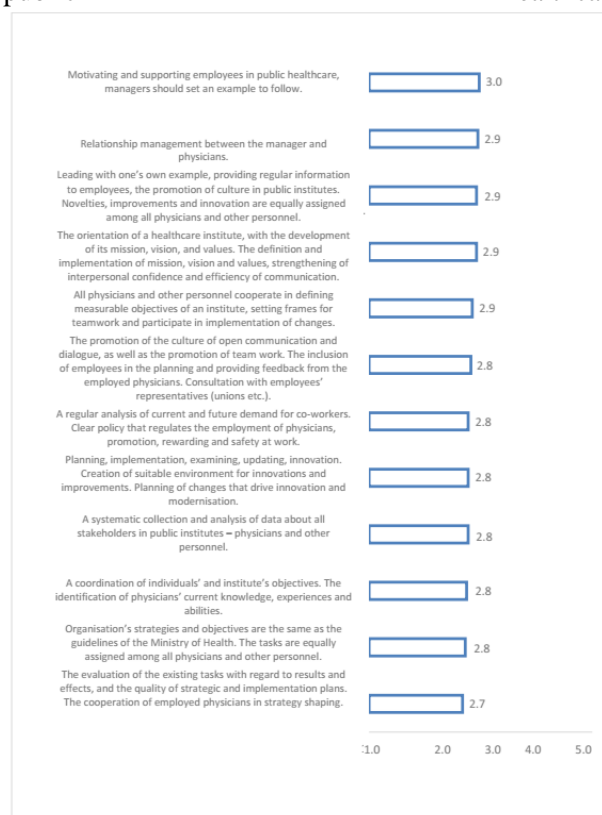 Motivating and supporting employees in public healthcare,
managers should set an example to follow.
3.0
Relationship management between the manager and
physicians.
2.9
Leading with one's own example, providing regular information
to employees, the promotion of culture in public institutes.
Novelties, improvements and innovation are equally assigned
among all physicians and other personnel.
2.9
The orientation of a healthcare institute, with the development
of its mission, vision, and values. The definition and
implementation of mission, vision and values, strengthening of
interpersonal confidence and efficiency of communication.
2.9
All physicians and other personnel cooperate in defining
measurable objectives of an institute, setting frames for
teamwork and participate in implementation of changes.
2.9
The promotion of the culture of open communication and
dialogue, as well as the promotion of team work. The inclusion
of employees in the planning and providing feedback from the
employed physicians. Consultation with employees'
representatives (unions etc.).
2.8
A regular analysis of current and future demand for co-workers.
Clear policy that regulates the employment of physicians,
promotion, rewarding and safety at work.
2.8
Planning, implementation, examining, updating, innovation.
Creation of suitable environment for innovations and
improvements. Planning of changes that drive innovation and
modernisation.
2.8
A systematic collection and analysis of data about all
stakeholders in public institutes – physicians and other
personnel.
2.8
A coordination of individuals' and institute's objectives. The
identification of physicians' current knowledge, experiences and
abilities.
2.8
Organisation's strategies and objectives are the same as the
guidelines of the Ministry of Health. The tasks are equally
assigned among all physicians and other personnel.
2.8
The evaluation of the existing tasks with regard to results and
effects, and the quality of strategic and implementation plans.
The cooperation of employed physicians in strategy shaping.
2.7
1.0 2.0 3.0 4.0 5.0